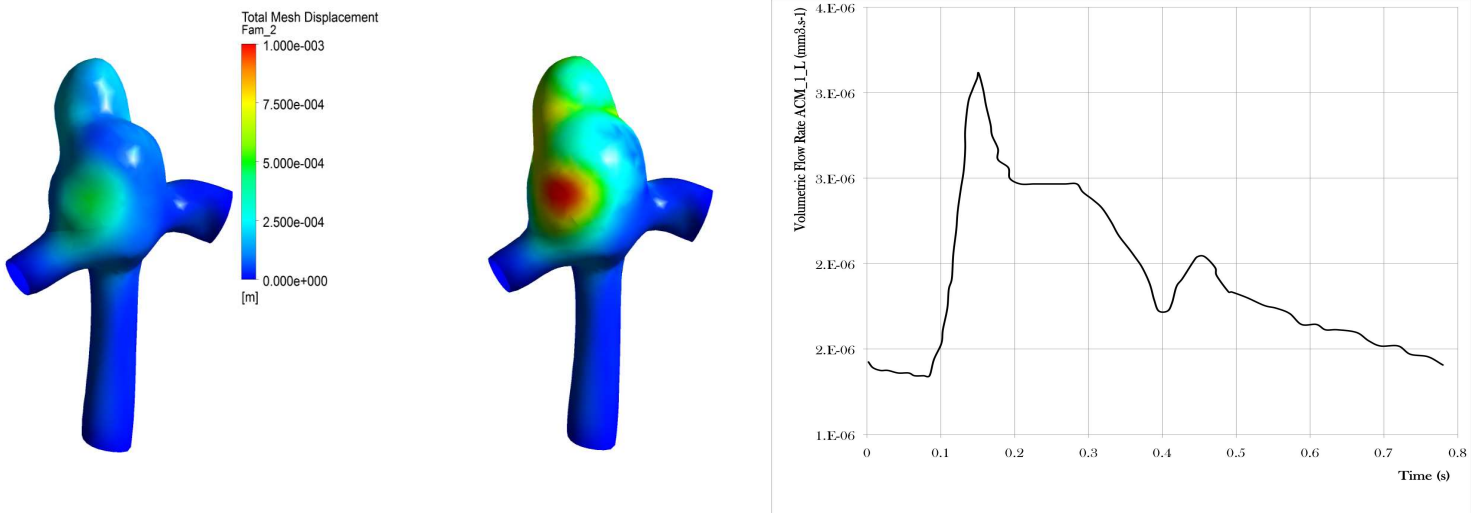 Total Mesh Displacement
Fam_2
1.000e-003
7.500e-004
5.000e-004
2.500e-004
0.000e+000
[m]
Volumetric Flow Rate ACM_1_L (mm3.s-1)
4.E-06
3.E-06
3.E-06
2.E-06
2.E-06
1.E-06
0 0.1 0.2 0.3 0.4 0.5 0.6 0.7 0.8
Time (s)